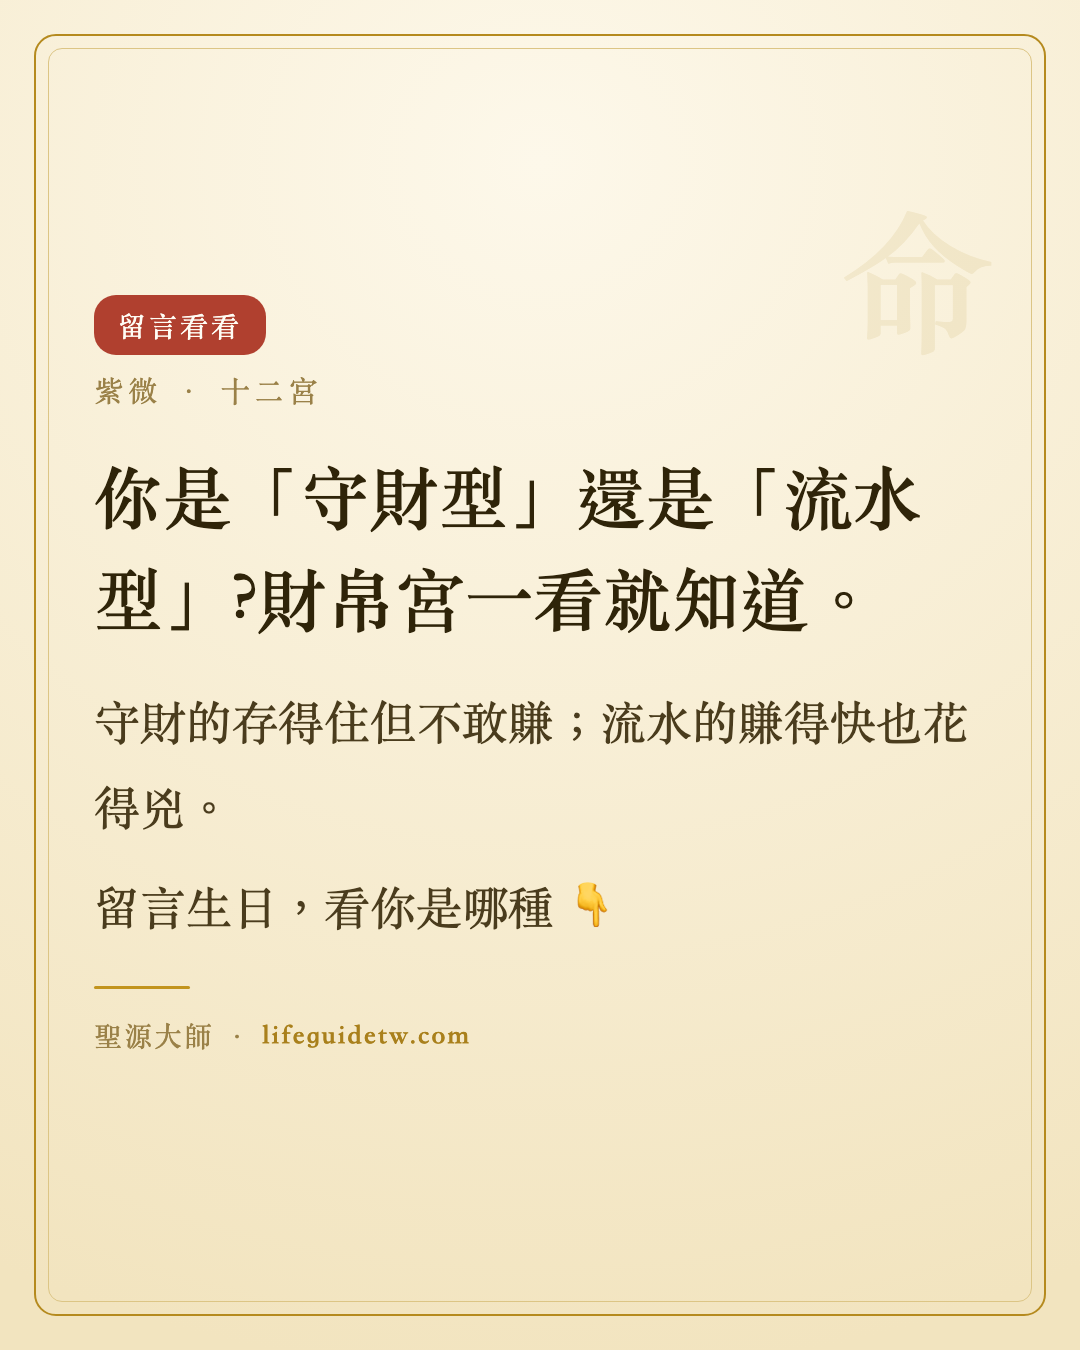 命
留言看看
紫微 · 十二宮
你是「守財型」還是「流水
型」?財帛宮一看就知道。
守財的存得住但不敢賺；流水的賺得快也花
得兇。
留言生日，看你是哪種 👇
聖源大師 · lifeguidetw.com